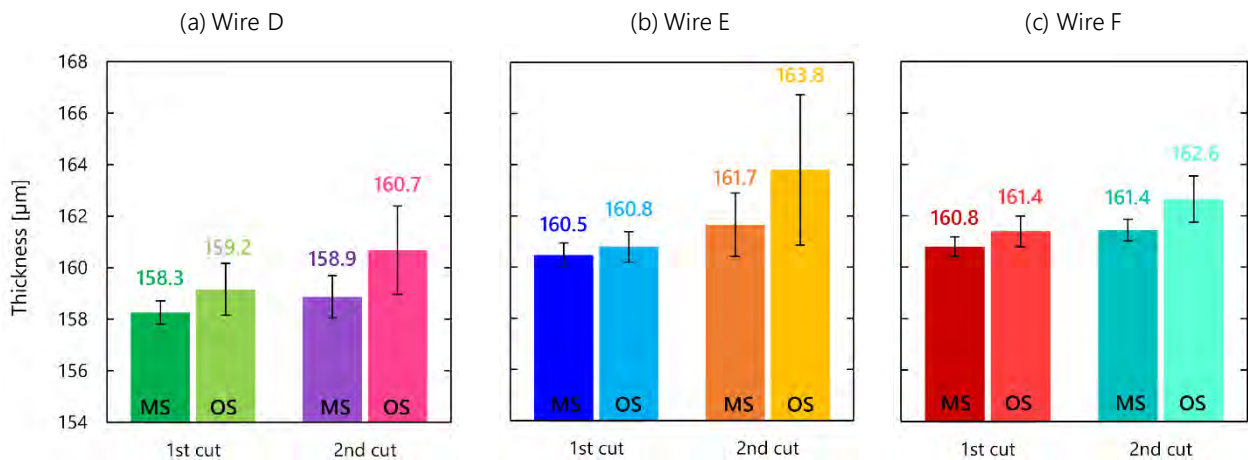 (a) Wire D
(b) Wire E
(c) Wire F
Thickness [µm]
168
166
164
162
160
158
156
154
158.3
159.2
158.9
160.7
MS
OS
MS
OS
1st cut
2nd cut
160.5
160.8
161.7
163.8
MS
OS
MS
OS
1st cut
2nd cut
160.8
161.4
161.4
162.6
MS
OS
MS
OS
1st cut
2nd cut